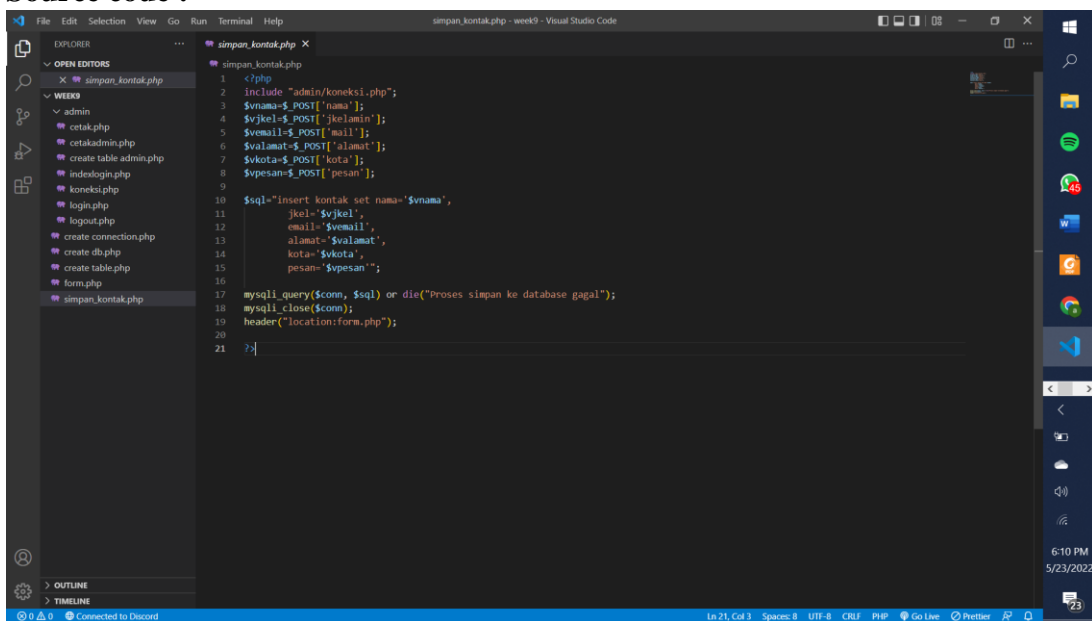 Source code :
File Edit Selection View Go Run Terminal Help
simpan_kontak.php - week9 - Visual Studio Code
EXPLORER
OPEN EDITORS
simpan_kontak.php
WEEK9
admin
cetak.php
cetakadmin.php
create table admin.php
indexlogin.php
koneksi.php
login.php
logout.php
create connection.php
create db.php
create table.php
form.php
simpan_kontak.php
OUTLINE
TIMELINE
simpan_kontak.php
simpan_kontak.php
1 <?php
2 include "admin/koneksi.php";
3 $vnama=$_POST['nama'];
4 $vjkel=$_POST['jkelamin'];
5 $vemail=$_POST['mail'];
6 $valamat=$_POST['alamat'];
7 $vkota=$_POST['kota'];
8 $vpesan=$_POST['pesan'];
9
10 $sql="insert kontak set nama='$vnama',
11 jkel='$vjkel',
12 email='$vemail',
13 alamat='$valamat',
14 kota='$vkota',
15 pesan='$vpesan'";
16
17 mysqli_query($conn, $sql) or die("Proses simpan ke database gagal");
18 mysqli_close($conn);
19 header("location:form.php");
20
21 ?>
0 0 Connected to Discord
Ln 21, Col 3 Spaces: 8 UTF-8 CRLF PHP Go Live Prettier
45
6:10 PM
5/23/2022
23